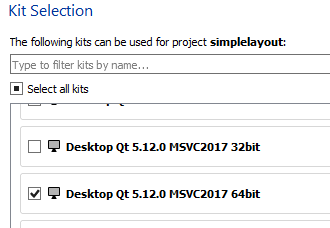 Kit Selection
The following kits can be used for project simplelayout:
Type to filter kits by name...
Select all kits
Desktop Qt 5.12.0 MSVC2017 32bit
Desktop Qt 5.12.0 MSVC2017 64bit